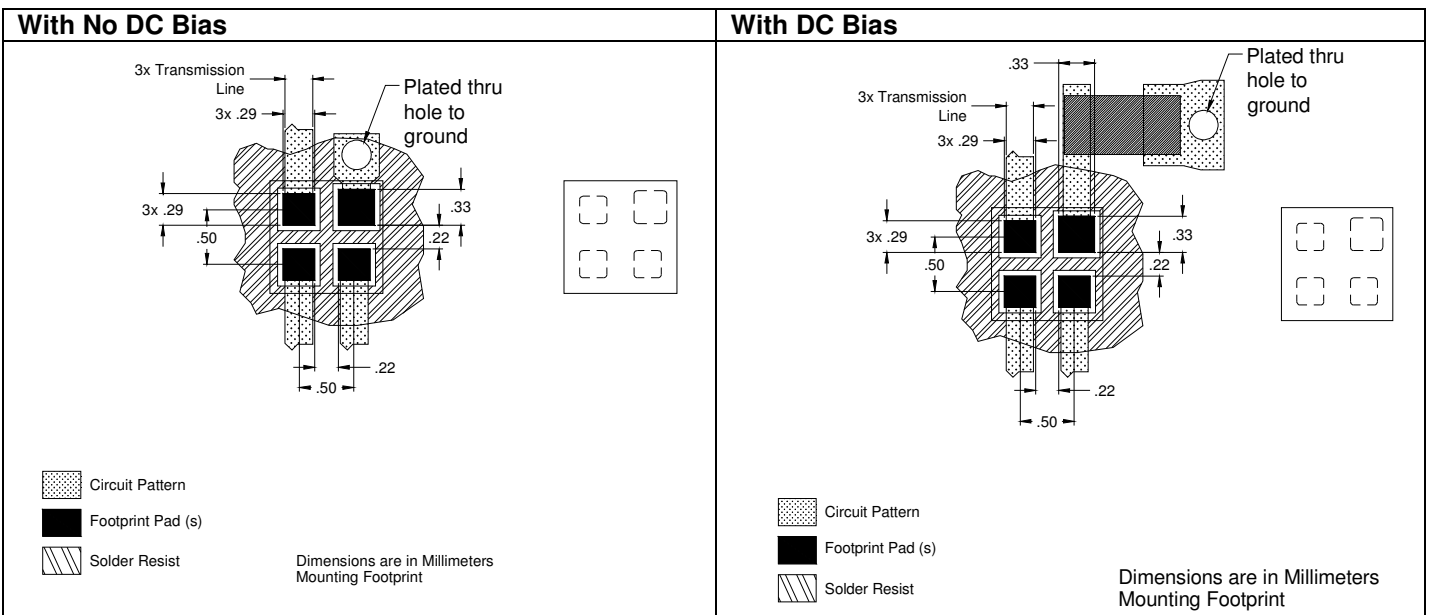 With No DC Bias
3x Transmission
Line
3x .29
Plated thru
hole to
ground
3x .29
.50
.33
.22
.22
.50
Circuit Pattern
Footprint Pad (s)
Solder Resist
Dimensions are in Millimeters
Mounting Footprint
With DC Bias
.33
Plated thru
hole to
ground
3x Transmission
Line
3x .29
3x .29
.50
.33
.22
.22
.50
Circuit Pattern
Footprint Pad (s)
Solder Resist
Dimensions are in Millimeters
Mounting Footprint